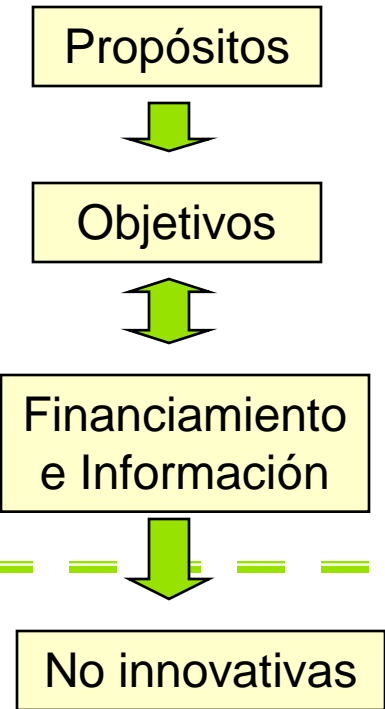 Propósitos
Objetivos
Financiamiento
e Información
No innovativas